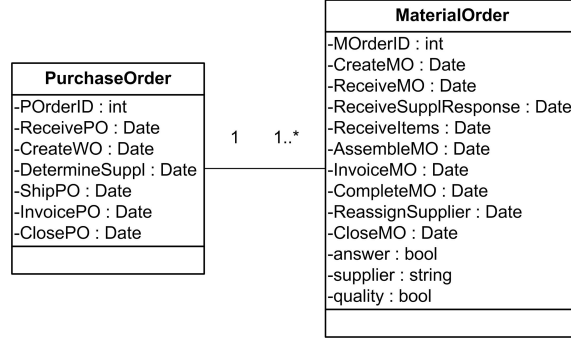 PurchaseOrder
-POrderID : int
-ReceivePO : Date
-CreateWO : Date
-DetermineSuppl : Date
-ShipPO : Date
-InvoicePO : Date
-ClosePO : Date
1 1..*
MaterialOrder
-MOrderID : int
-CreateMO : Date
-ReceiveMO : Date
-ReceiveSupplResponse : Date
-ReceiveItems : Date
-AssembleMO : Date
-InvoiceMO : Date
-CompleteMO : Date
-ReassignSupplier : Date
-CloseMO : Date
-answer : bool
-supplier : string
-quality : bool